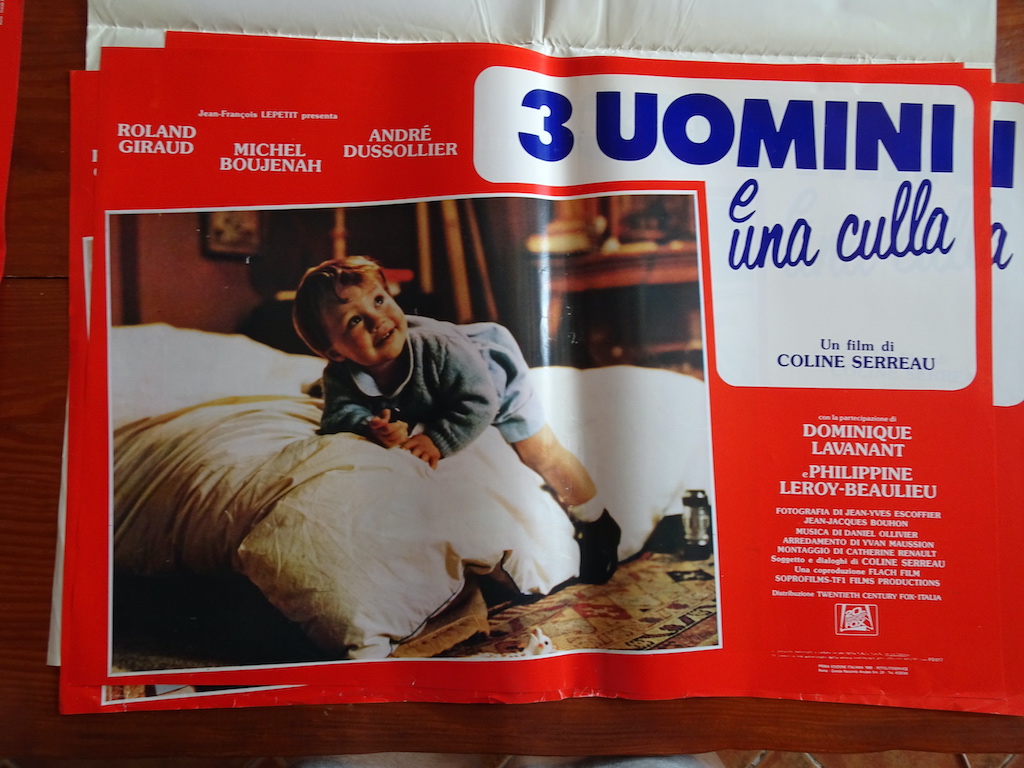 Jean-François LEPETIT presenta
ROLAND
GIRAUD
MICHEL
BOUJENAH
ANDRÉ
DUSSOLLIER
3 UOMINI
e
una culla
Un film di
COLINE SERREAU
con la partecipazione di
DOMINIQUE
LAVANANT
e PHILIPPINE
LEROY-BEAULIEU
FOTOGRAFIA DI JEAN-YVES ESCOFFIER
JEAN-JACQUES BOUHON
MUSICA DI DANIEL OLLIVIER
ARREDAMENTO DI YVAN MAUSSION
MONTAGGIO DI CATHERINE RENAULT
Soggetto e dialoghi di COLINE SERREAU
Una coproduzione FLACH FILM
SOPROFILMS-TF1 FILMS PRODUCTIONS
Distribuzione TWENTIETH CENTURY FOX-ITALIA
20
CENTURY
FOX
I
a